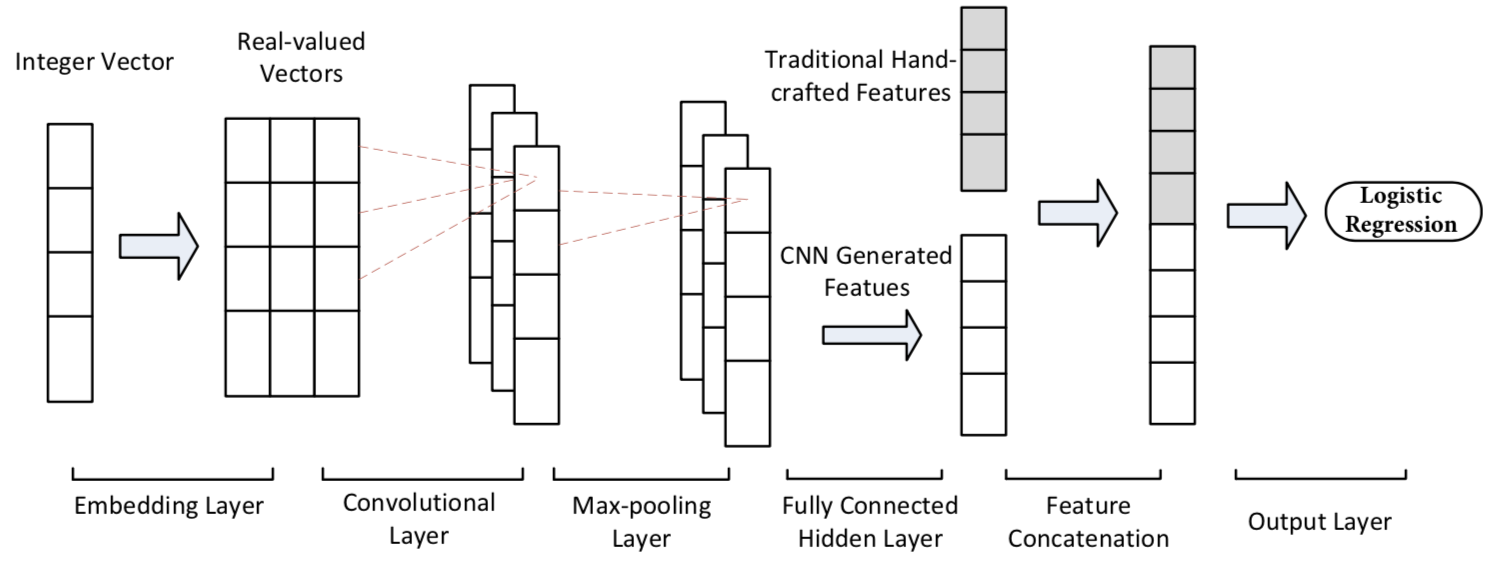 Integer Vector
Real-valued
Vectors
Traditional Hand-
crafted Features
CNN Generated
Featues
Logistic
Regression
Embedding Layer
Convolutional
Layer
Max-pooling
Layer
Fully Connected
Hidden Layer
Feature
Concatenation
Output Layer